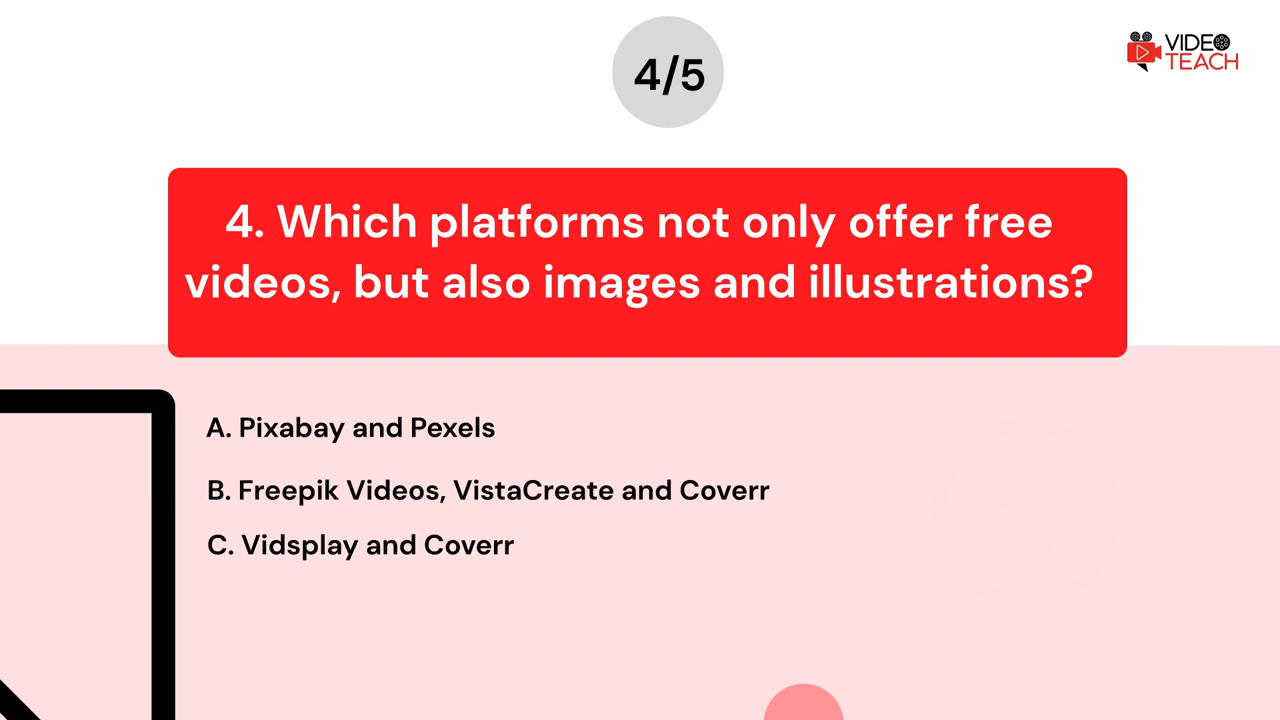 4/5
VIDEO
TEACH
4. Which platforms not only offer free
videos, but also images and illustrations?
A. Pixabay and Pexels
B. Freepik Videos, VistaCreate and Coverr
C. Vidsplay and Coverr